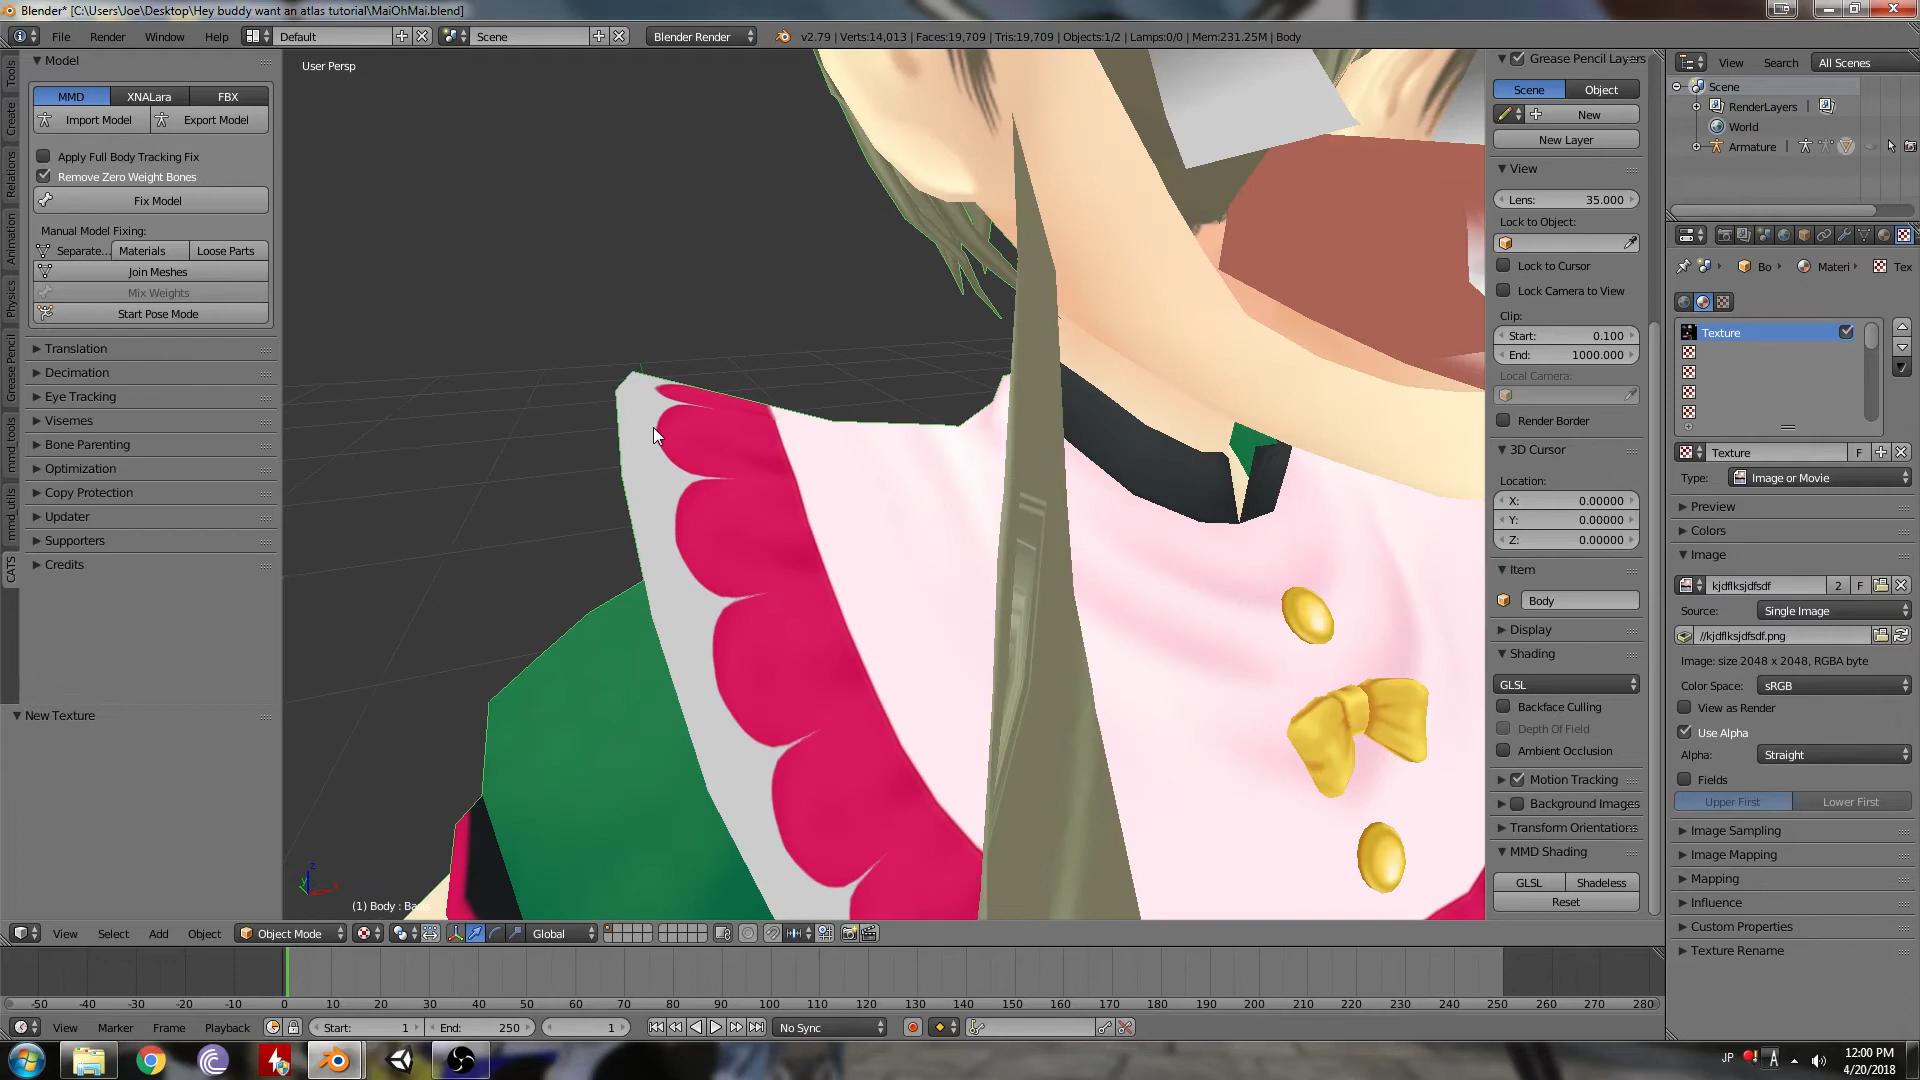 Blender* [C:\Users\Joe\Desktop\Hey buddy want an atlas tutorial\MaiOhMai.blend]
File Render Window Help Default Scene Blender Render v2.79 | Verts:14,013 | Faces:19,709 | Tris:19,709 | Objects:1/2 | Lamps:0/0 | Mem:231.25M | Body
Tools
Create
Relations
Animation
Physics
Grease Pencil
mmd_tools
mmd_utils
CATS
Model
MMD XNALara FBX
Import Model Export Model
Apply Full Body Tracking Fix
Remove Zero Weight Bones
Fix Model
Manual Model Fixing:
Separate... Materials Loose Parts
Join Meshes
Mix Weights
Start Pose Mode
Translation
Decimation
Eye Tracking
Visemes
Bone Parenting
Optimization
Copy Protection
Updater
Supporters
Credits
New Texture
User Persp
(1) Body : Ba
Grease Pencil Layers
Scene Object
New
New Layer
View
Lens: 35.000
Lock to Object:
Lock to Cursor
Lock Camera to View
Clip:
Start: 0.100
End: 1000.000
Local Camera:
Render Border
3D Cursor
Location:
X: 0.00000
Y: 0.00000
Z: 0.00000
Item
Body
Display
Shading
GLSL
Backface Culling
Depth Of Field
Ambient Occlusion
Motion Tracking
Background Images
Transform Orientations
MMD Shading
GLSL Shadeless
Reset
View Search All Scenes
Scene
RenderLayers
World
Armature
Bo Materi Tex
Texture
Texture F
Type: Image or Movie
Preview
Colors
Image
kjdflksjdfsdf 2 F
Source: Single Image
//kjdflksjdfsdf.png
Image: size 2048 x 2048, RGBA byte
Color Space: sRGB
View as Render
Use Alpha
Alpha: Straight
Fields
Upper First Lower First
Image Sampling
Image Mapping
Mapping
Influence
Custom Properties
Texture Rename
View Select Add Object Object Mode Global
-50 -40 -30 -20 -10 0 10 20 30 40 50 60 70 80 90 100 110 120 130 140 150 160 170 180 190 200 210 220 230 240 250 260 270 280
View Marker Frame Playback Start: 1 End: 250 1 No Sync
JP A 12:00 PM
4/20/2018